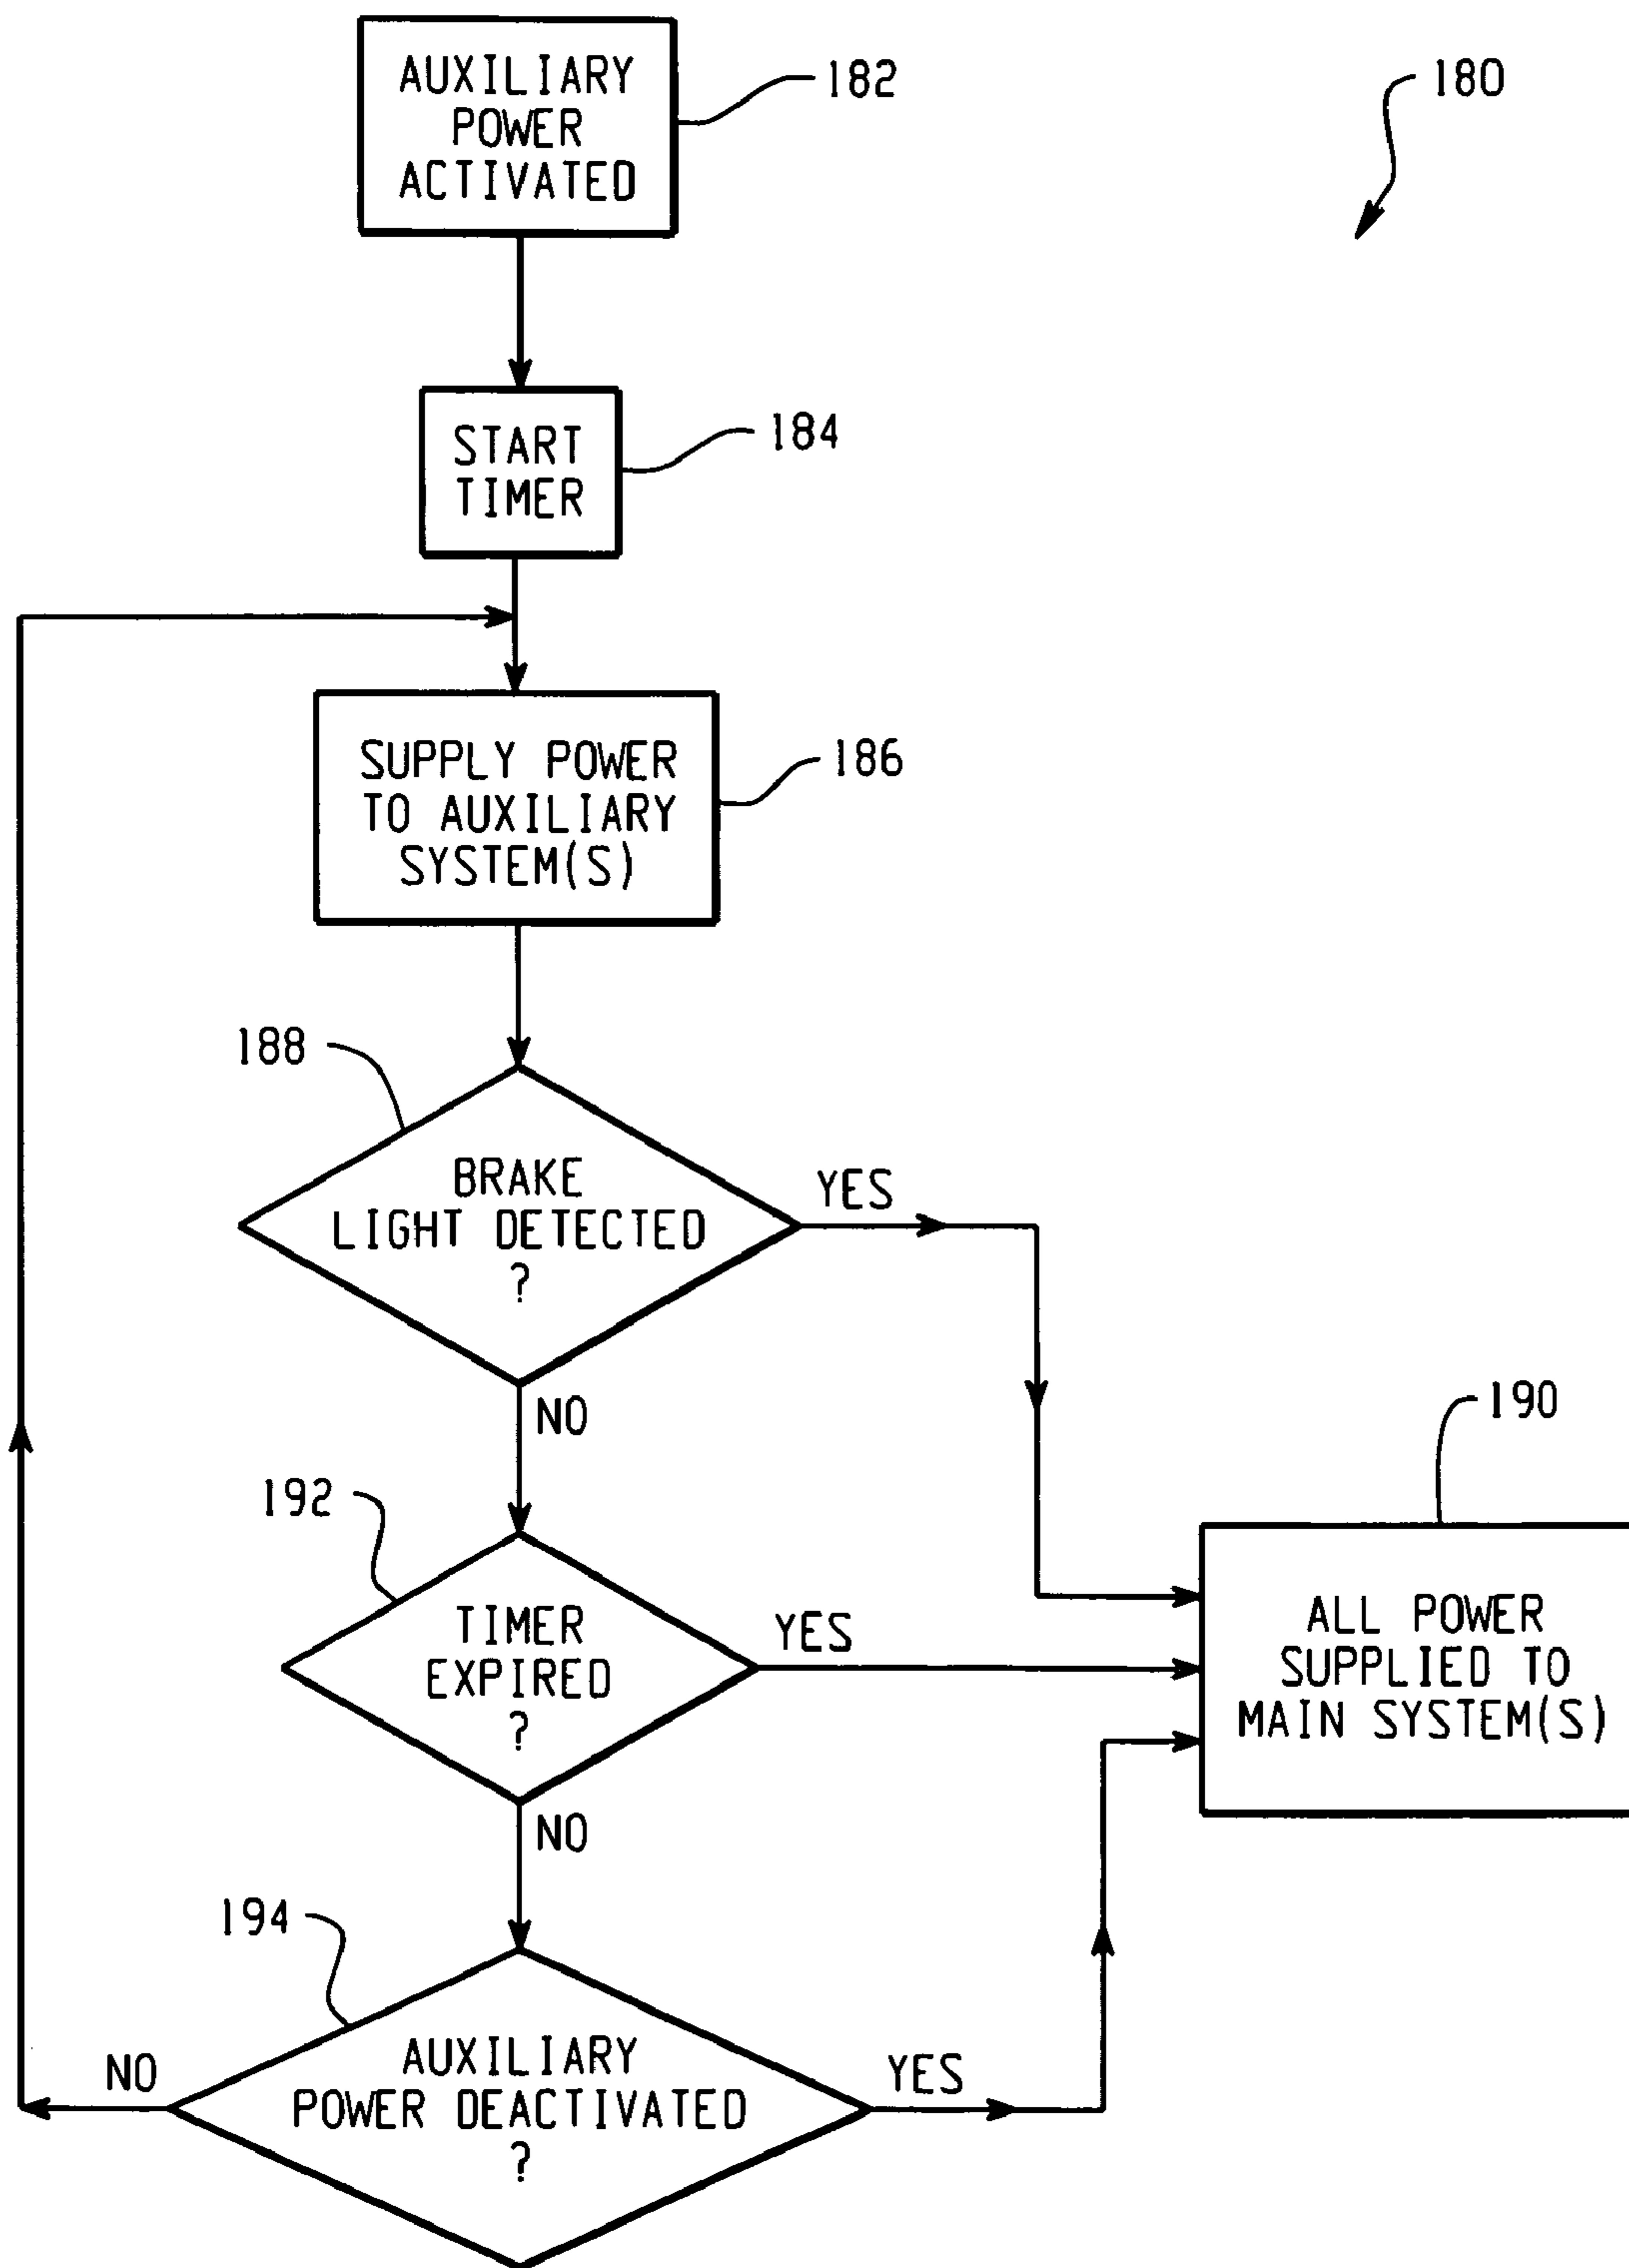 AUXILIARY
POWER
ACTIVATED
182
180
START
TIMER
184
SUPPLY POWER
TO AUXILIARY
SYSTEM(S)
186
188
BRAKE
LIGHT DETECTED
?
YES
NO
190
192
TIMER
EXPIRED
?
YES
ALL POWER
SUPPLIED TO
MAIN SYSTEM(S)
NO
194
AUXILIARY
POWER DEACTIVATED
?
NO
YES